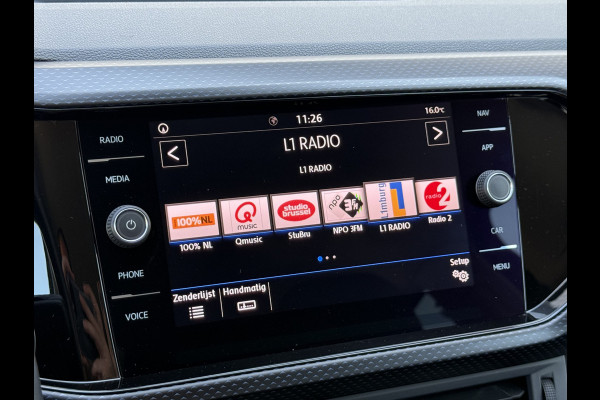 11:26
16.0°C
RADIO
NAV
L1 RADIO
< >
MEDIA
APP
L1 RADIO
100%NL
Q
music
studio
brussel
npo
3FM
L1mburg
1
radio
2
100% NL
Qmusic
StuBru
NPO 3FM
L1 RADIO
Radio 2
CAR
PHONE
Setup
MENU
Zenderlijst
Handmatig
VOICE